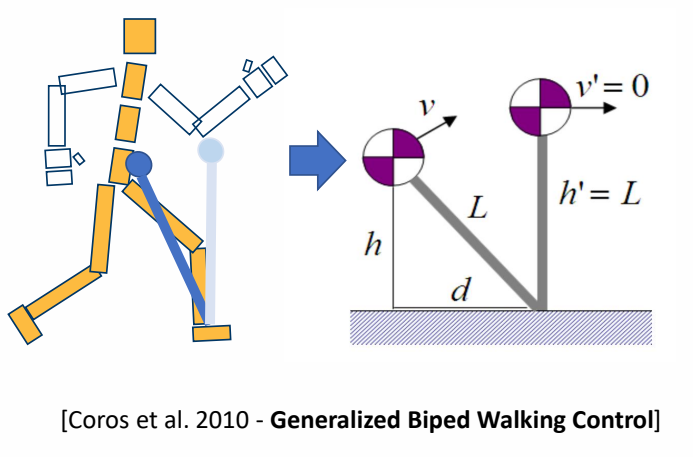 v
v' = 0
L
h' = L
h
d
[Coros et al. 2010 - Generalized Biped Walking Control]